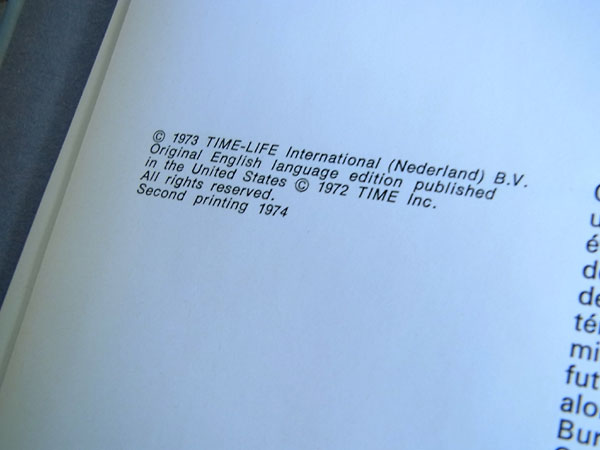 © 1973 TIME-LIFE International (Nederland) B.V.
Original English language edition published
in the United States © 1972 TIME Inc.
All rights reserved.
Second printing 1974